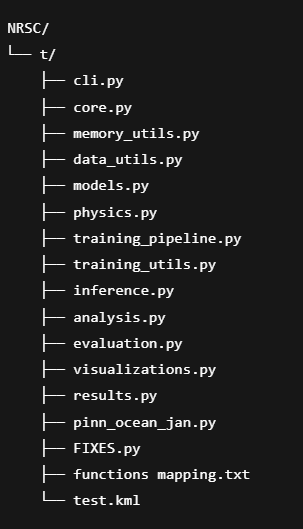 NRSC/
└── t/
    ├── cli.py
    ├── core.py
    ├── memory_utils.py
    ├── data_utils.py
    ├── models.py
    ├── physics.py
    ├── training_pipeline.py
    ├── training_utils.py
    ├── inference.py
    ├── analysis.py
    ├── evaluation.py
    ├── visualizations.py
    ├── results.py
    ├── pinn_ocean_jan.py
    ├── FIXES.py
    ├── functions mapping.txt
    └── test.kml